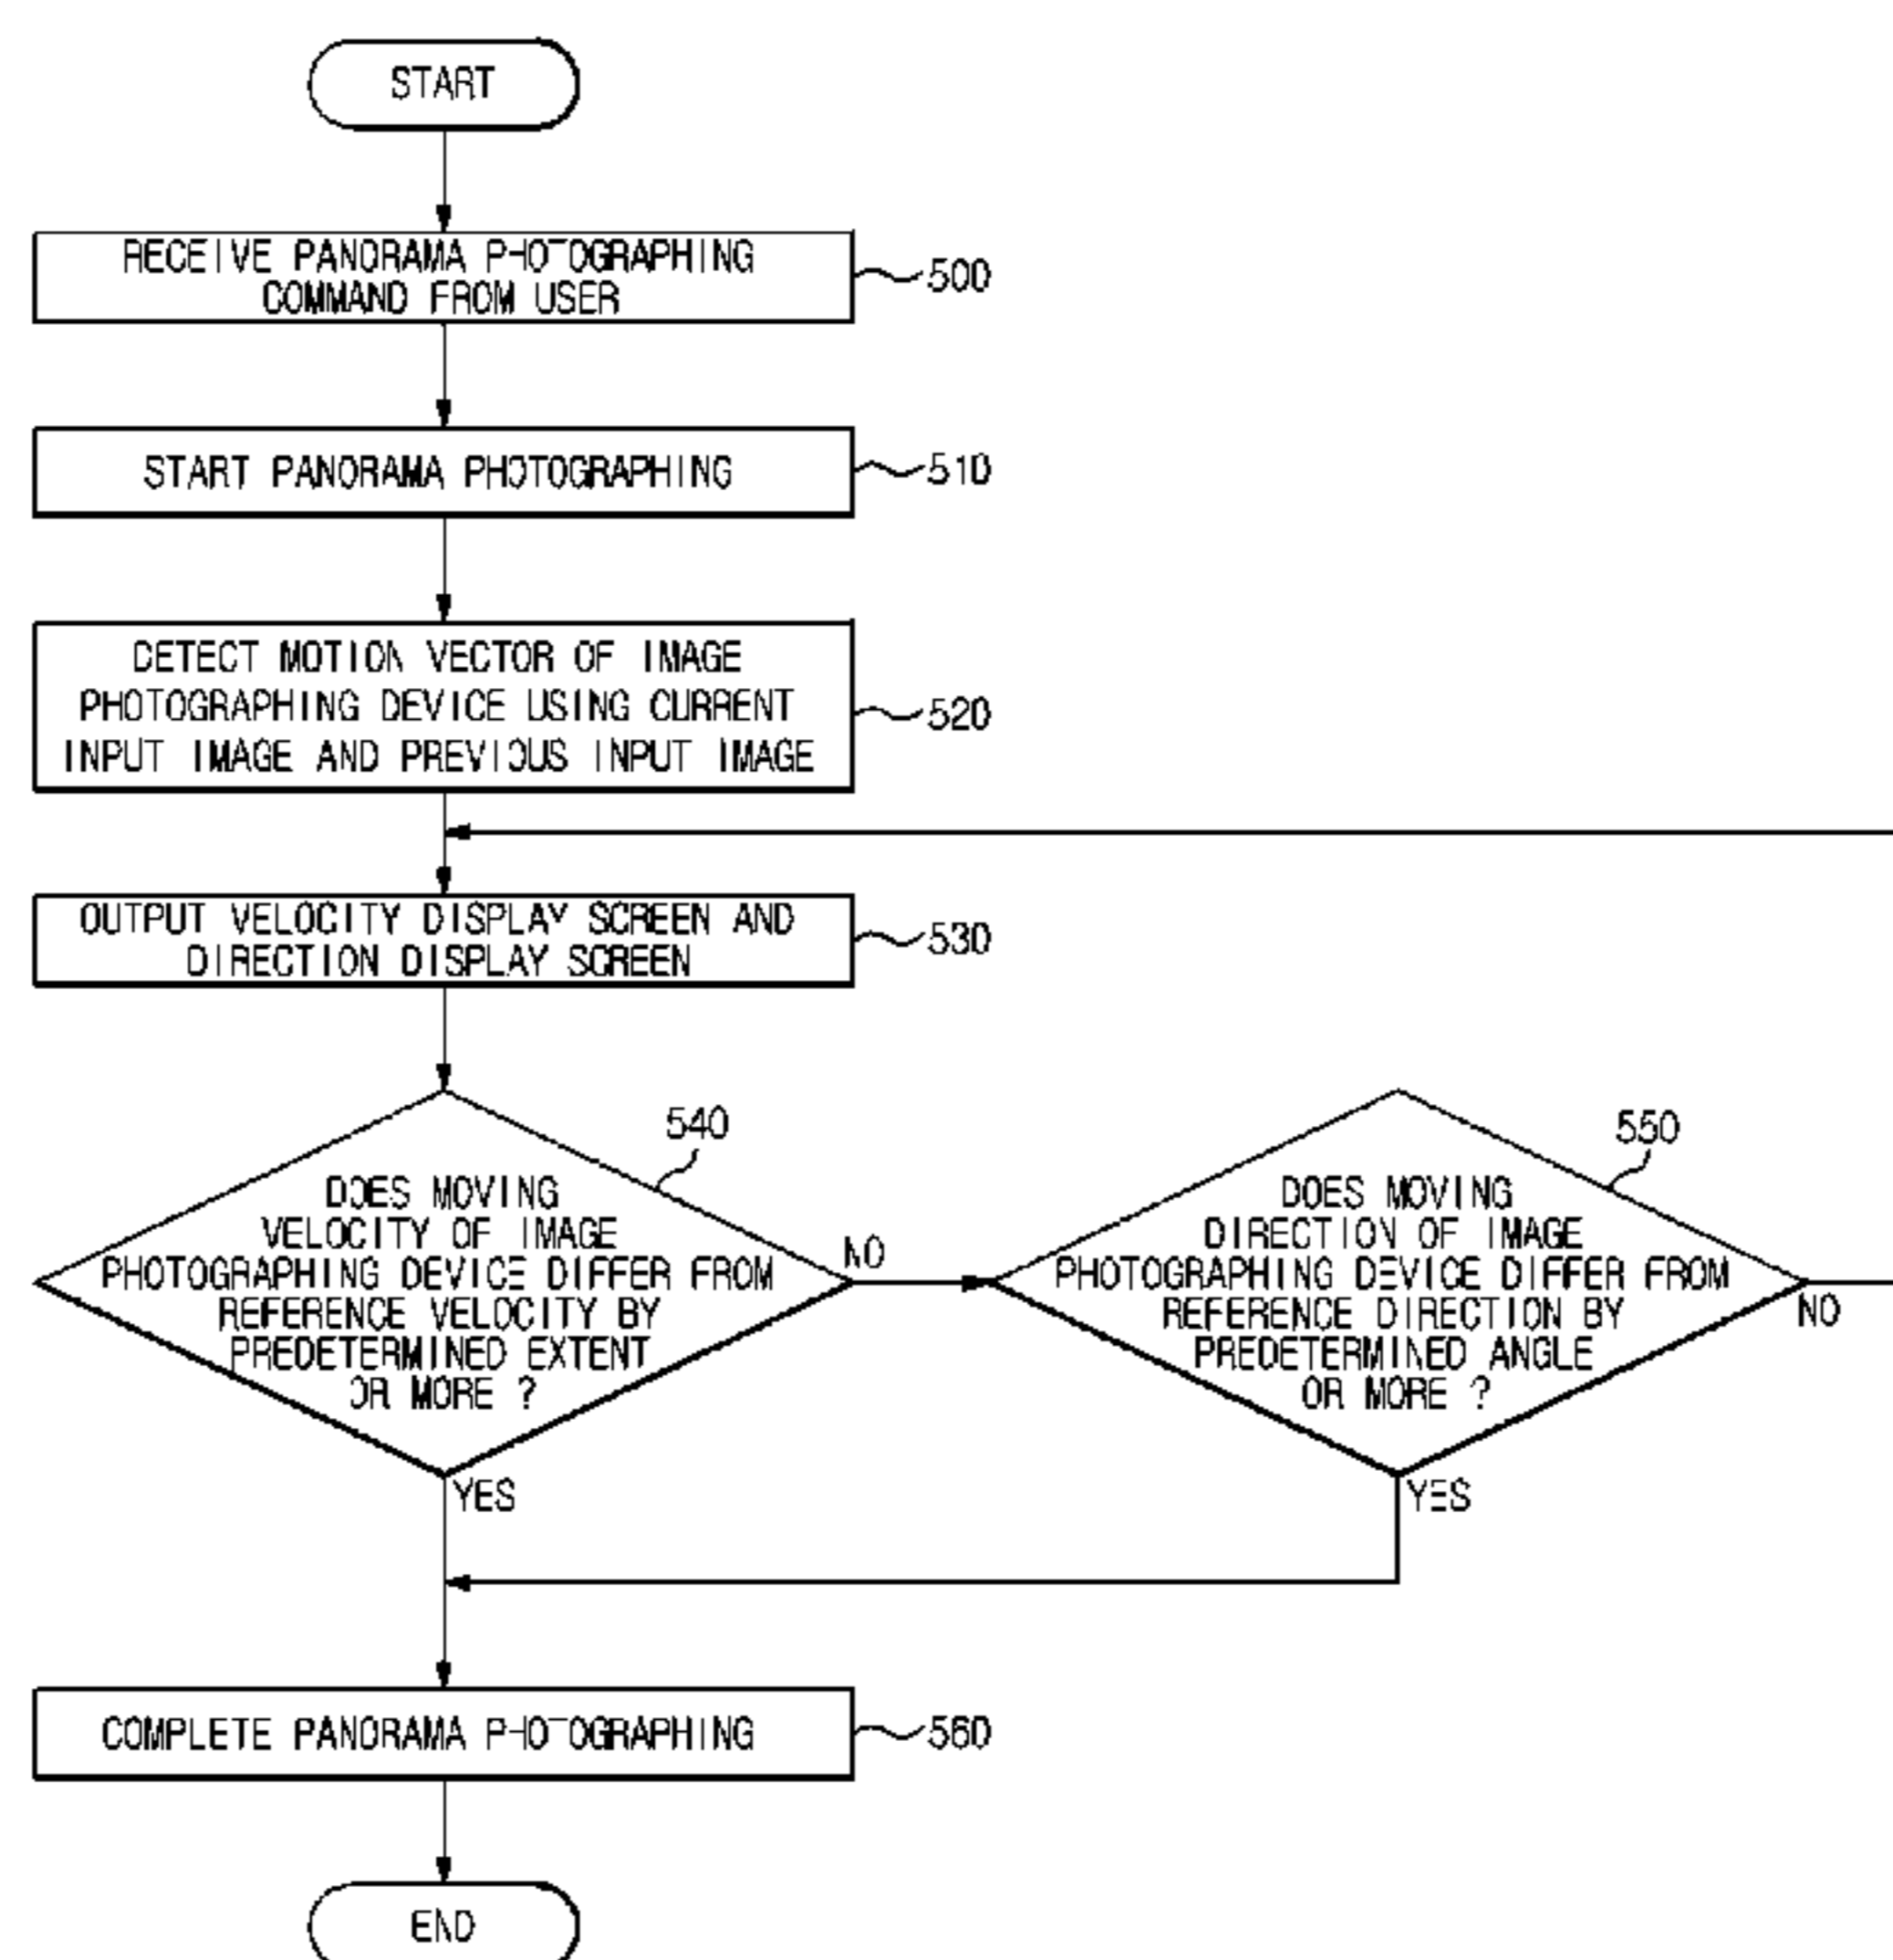 START
RECEIVE PANORAMA PHOTOGRAPHING
COMMAND FROM USER
500
START PANORAMA PHOTOGRAPHING
510
DETECT MOTION VECTOR OF IMAGE
PHOTOGRAPHING DEVICE USING CURRENT
INPUT IMAGE AND PREVIOUS INPUT IMAGE
520
OUTPUT VELOCITY DISPLAY SCREEN AND
DIRECTION DISPLAY SCREEN
530
540
DOES MOVING
VELOCITY OF IMAGE
PHOTOGRAPHING DEVICE DIFFER FROM
REFERENCE VELOCITY BY
PREDETERMINED EXTENT
OR MORE ?
NO
YES
550
DOES MOVING
DIRECTION OF IMAGE
PHOTOGRAPHING DEVICE DIFFER FROM
REFERENCE DIRECTION BY
PREDETERMINED ANGLE
OR MORE ?
NO
YES
COMPLETE PANORAMA PHOTOGRAPHING
560
END